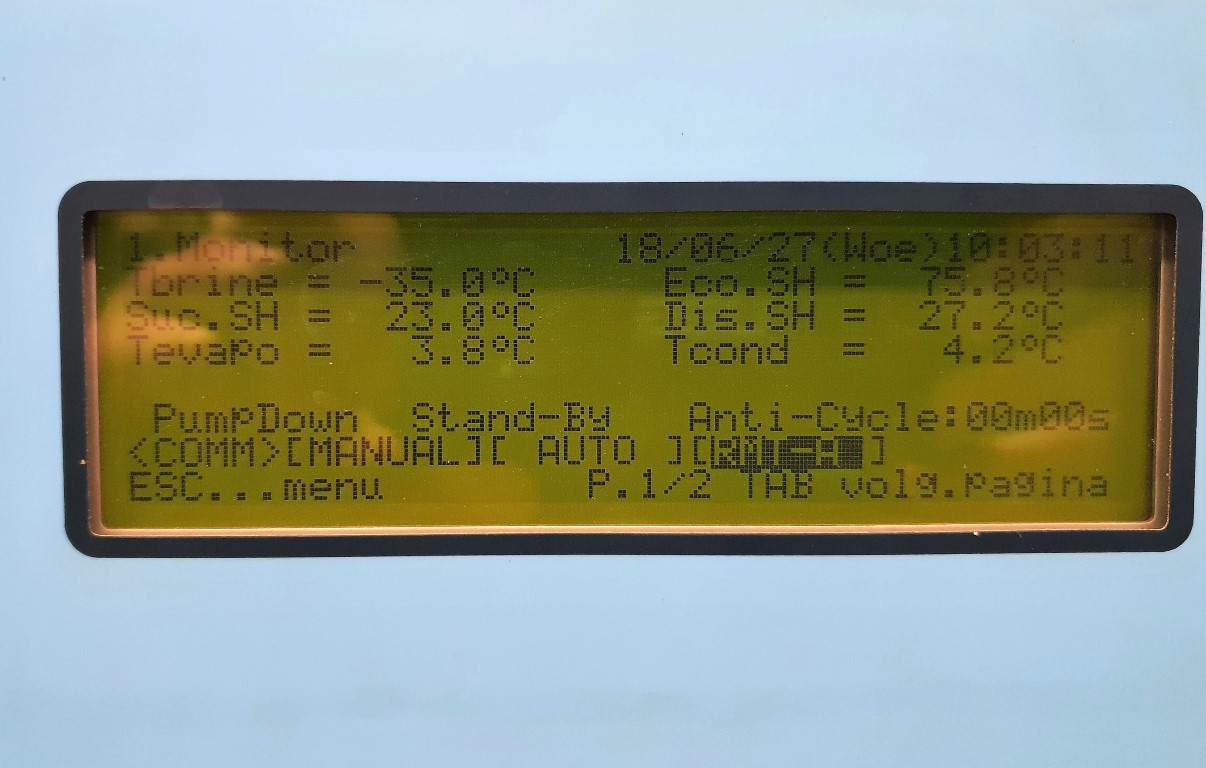 1.Monitor 18/06/27(Woe)10:03:11
Tbrine = -35.0°C Eco.SH = 75.8°C
Suc.SH = 23.0°C Dis.SH = 27.2°C
Tevapo = 3.8°C Tcond = 4.2°C
PumpDown Stand-By Anti-Cycle:00m00s
<COMM>[MANUAL][ AUTO ][ ]
ESC...menu P.1/2 TAB volg.pagina